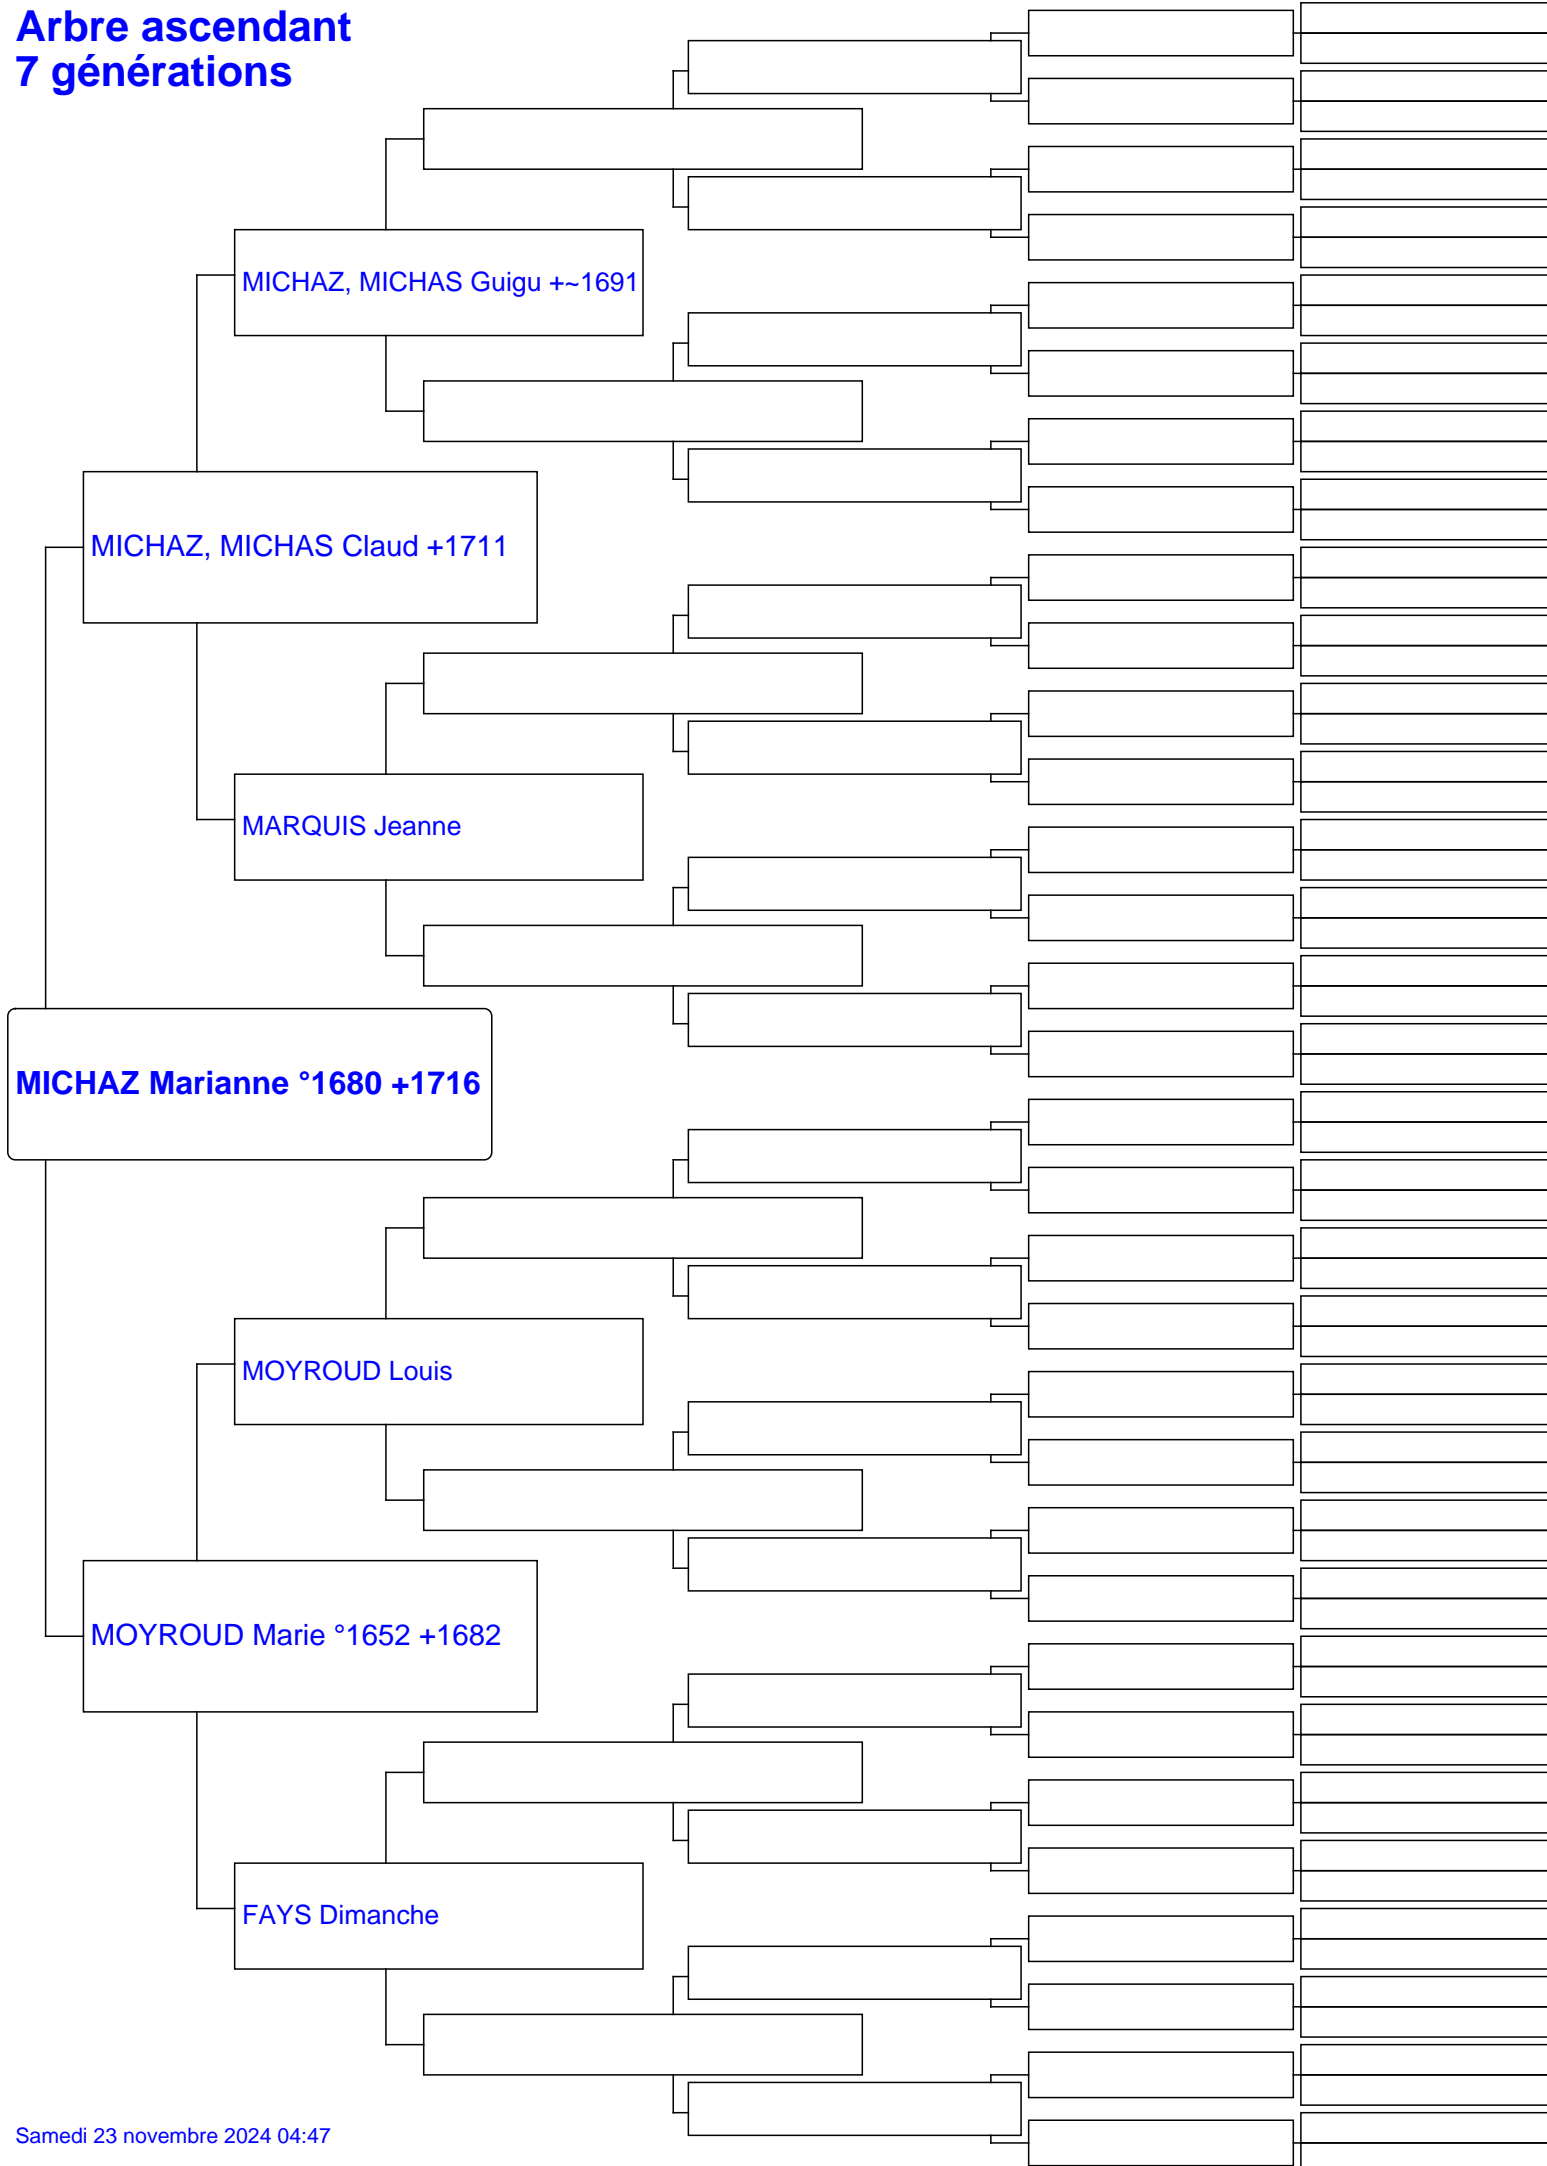 Arbre ascendant
7 générations
MICHAZ, MICHAS Guigu +~1691
MICHAZ, MICHAS Claud +1711
MARQUIS Jeanne
MICHAZ Marianne °1680 +1716
MOYROUD Louis
MOYROUD Marie °1652 +1682
FAYS Dimanche
Samedi 23 novembre 2024 04:47